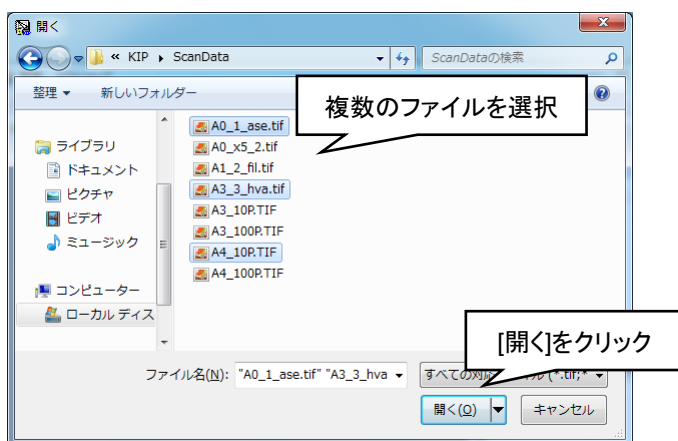 開く
« KIP ▸ ScanData
ScanDataの検索
整理 ▼ 新しいフォルダー
複数のファイルを選択
ライブラリ
ドキュメント
ピクチャ
ビデオ
ミュージック
コンピューター
ローカル ディス
A0_1_ase.tif
A0_x5_2.tif
A1_2_fil.tif
A3_3_hva.tif
A3_10P.TIF
A3_100P.TIF
A4_10P.TIF
A4_100P.TIF
[開く]をクリック
ファイル名(N): "A0_1_ase.tif" "A3_3_hva
すべての対応 (*.tif;*
開く(O)
キャンセル